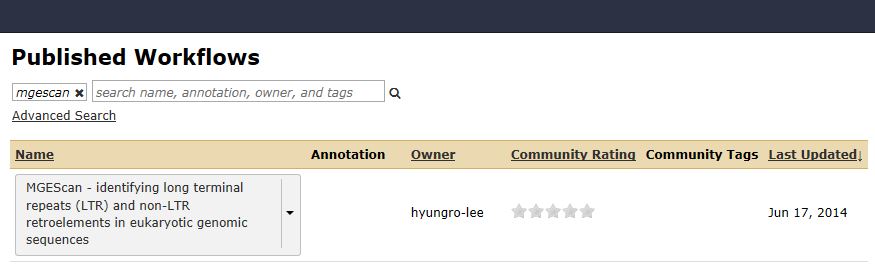 Published Workflows
mgescan ✖ search name, annotation, owner, and tags
Advanced Search
Name Annotation Owner Community Rating Community Tags Last Updated↓
MGEScan - identifying long terminal
repeats (LTR) and non-LTR
retroelements in eukaryotic genomic
sequences
hyungro-lee
Jun 17, 2014